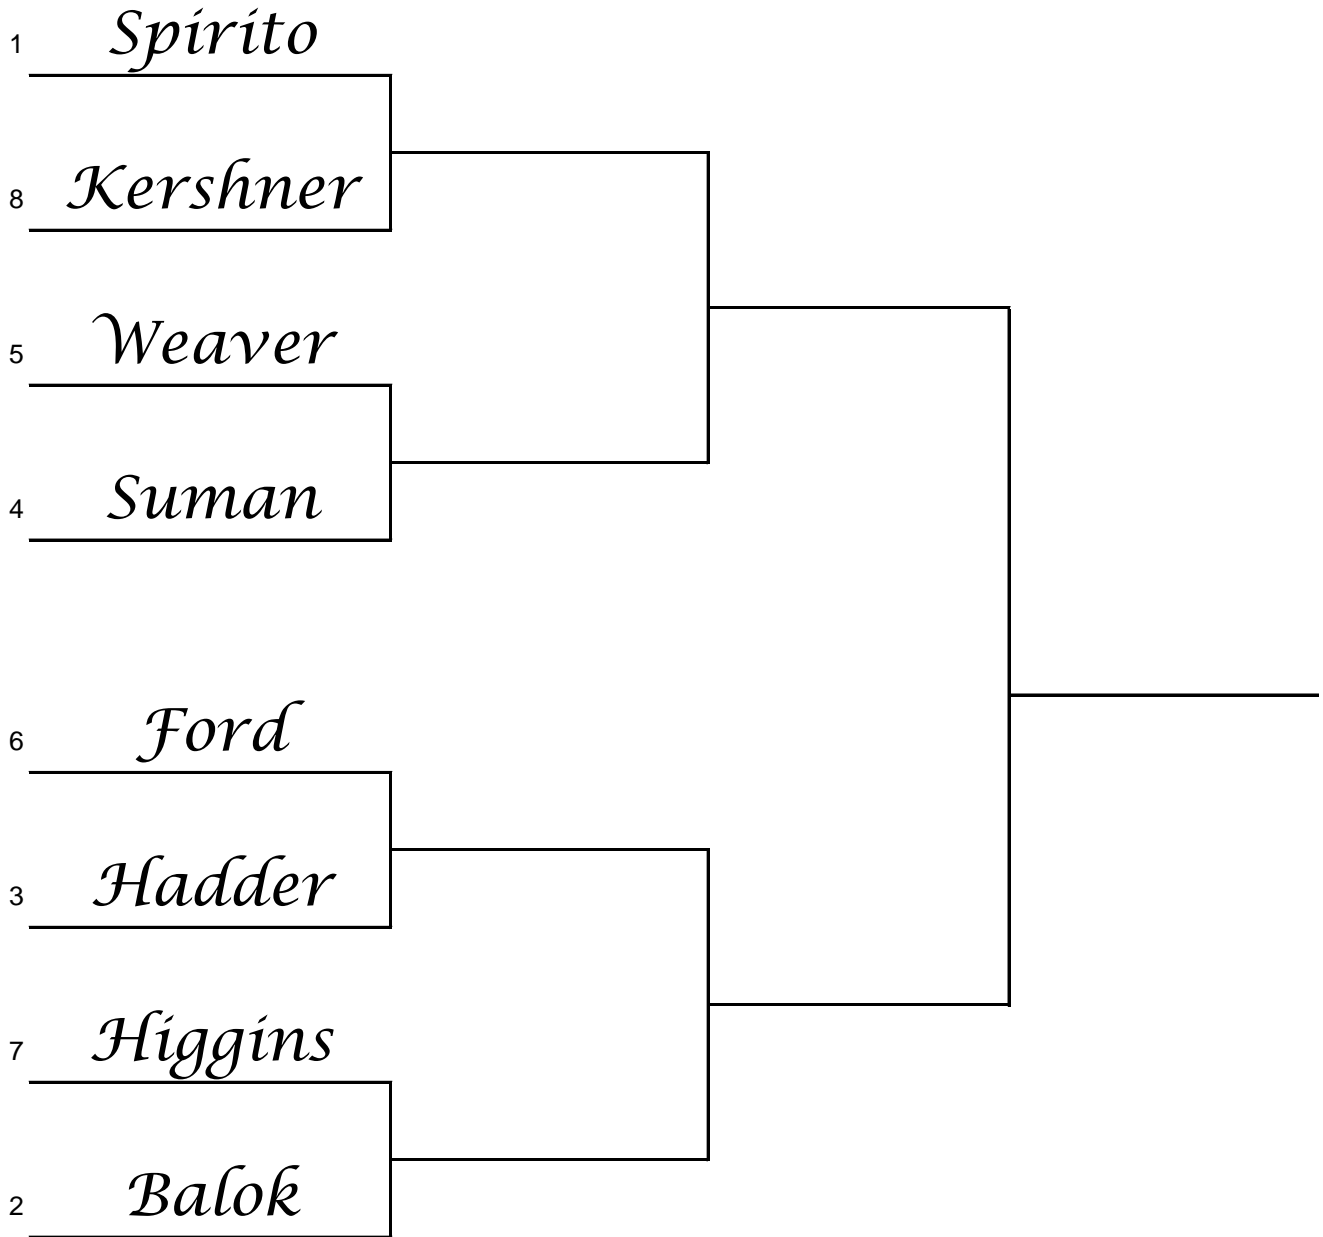 1 Spirito
8 Kershner
5 Weaver
4 Suman
6 Ford
3 Hadder
7 Higgins
2 Balok